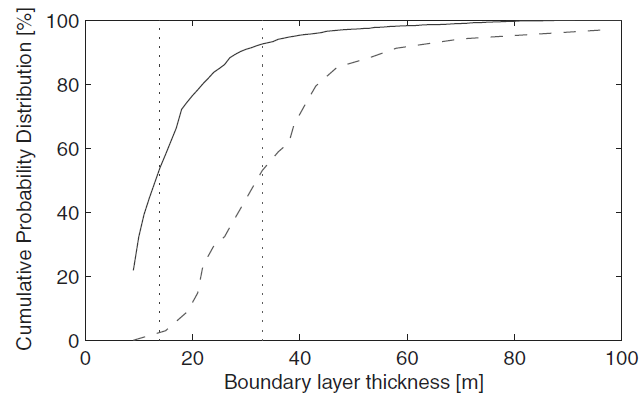 Cumulative Probability Distribution [%]
100
80
60
40
20
0
0 20 40 60 80 100
Boundary layer thickness [m]